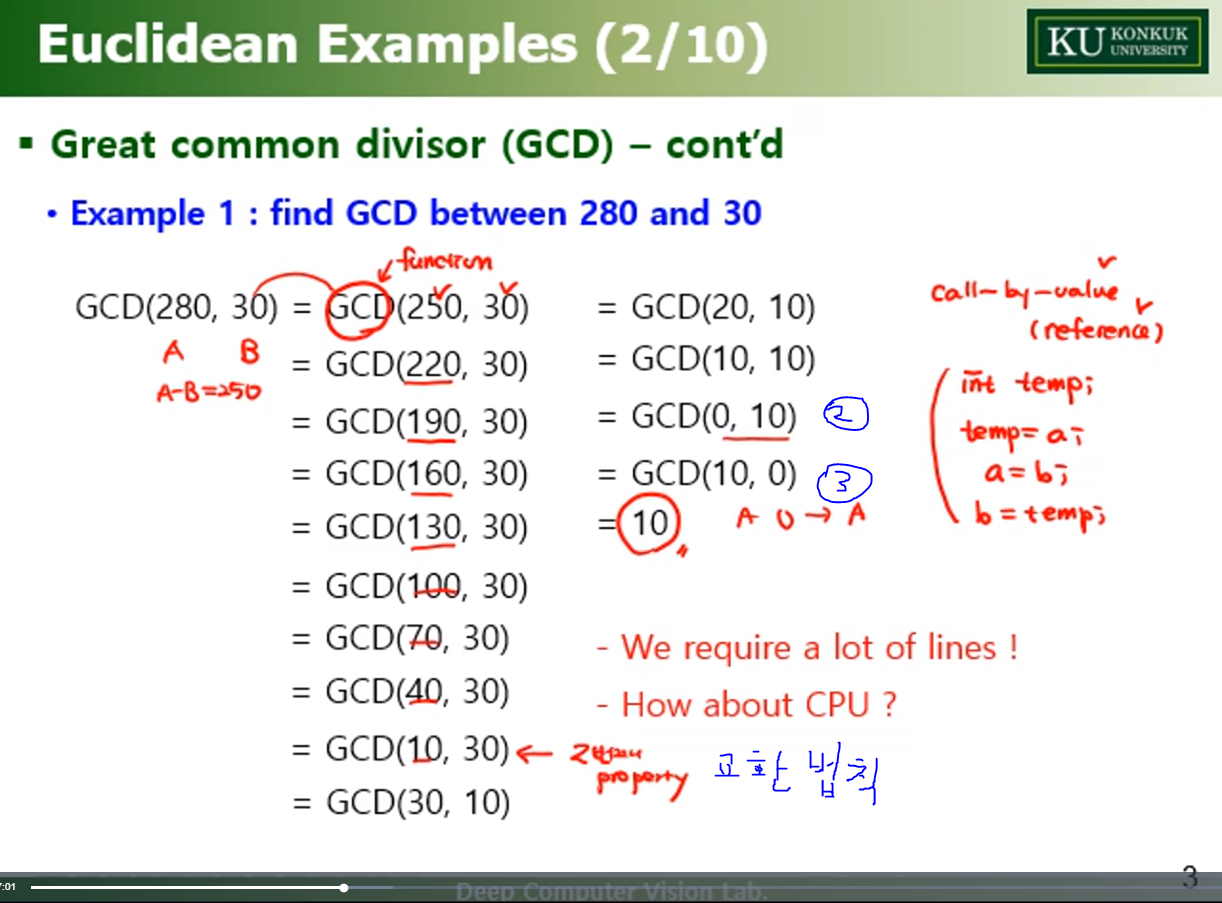 Euclidean Examples (2/10)
KU KONKUK UNIVERSITY
▪ Great common divisor (GCD) – cont'd
• Example 1 : find GCD between 280 and 30
function
GCD(280, 30) = GCD(250, 30)
A B
A-B=250
= GCD(220, 30)
= GCD(190, 30)
= GCD(160, 30)
= GCD(130, 30)
= GCD(100, 30)
= GCD(70, 30)
= GCD(40, 30)
= GCD(10, 30) ← 2번째 property 교환 법칙
= GCD(30, 10)
= GCD(20, 10)
= GCD(10, 10)
= GCD(0, 10) 2
= GCD(10, 0) 3
= 10 A 0 → A
call-by-value
(reference)
int temp;
temp = a;
a = b;
b = temp;
- We require a lot of lines !
- How about CPU ?
7:01
Deep Computer Vision Lab.
3